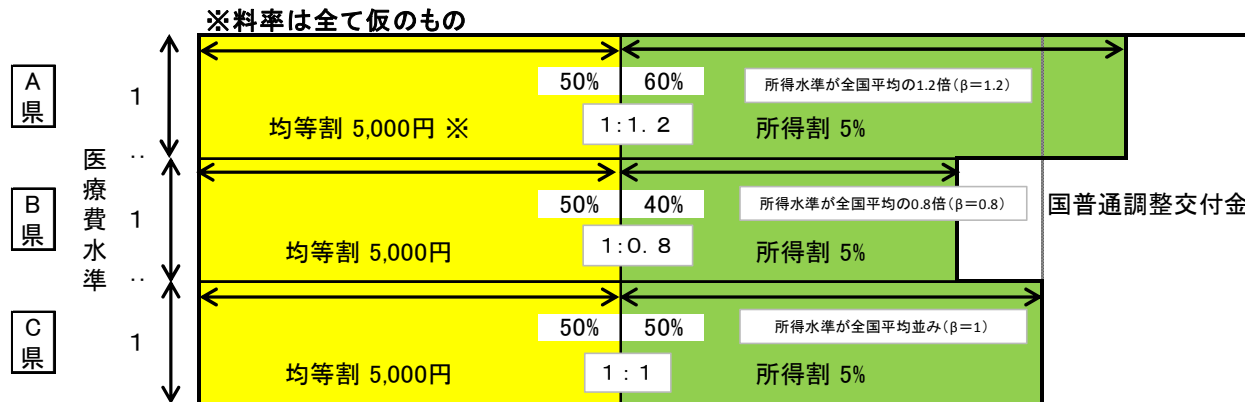 ※料率は全て仮のもの
A県
1
50% 60%
所得水準が全国平均の1.2倍(β=1.2)
均等割 5,000円 ※
1:1.2
所得割 5%
医療費水準
‥
B県
1
50% 40%
所得水準が全国平均の0.8倍(β=0.8)
国普通調整交付金
均等割 5,000円
1:0.8
所得割 5%
‥
C県
1
50% 50%
所得水準が全国平均並み(β=1)
均等割 5,000円
1:1
所得割 5%